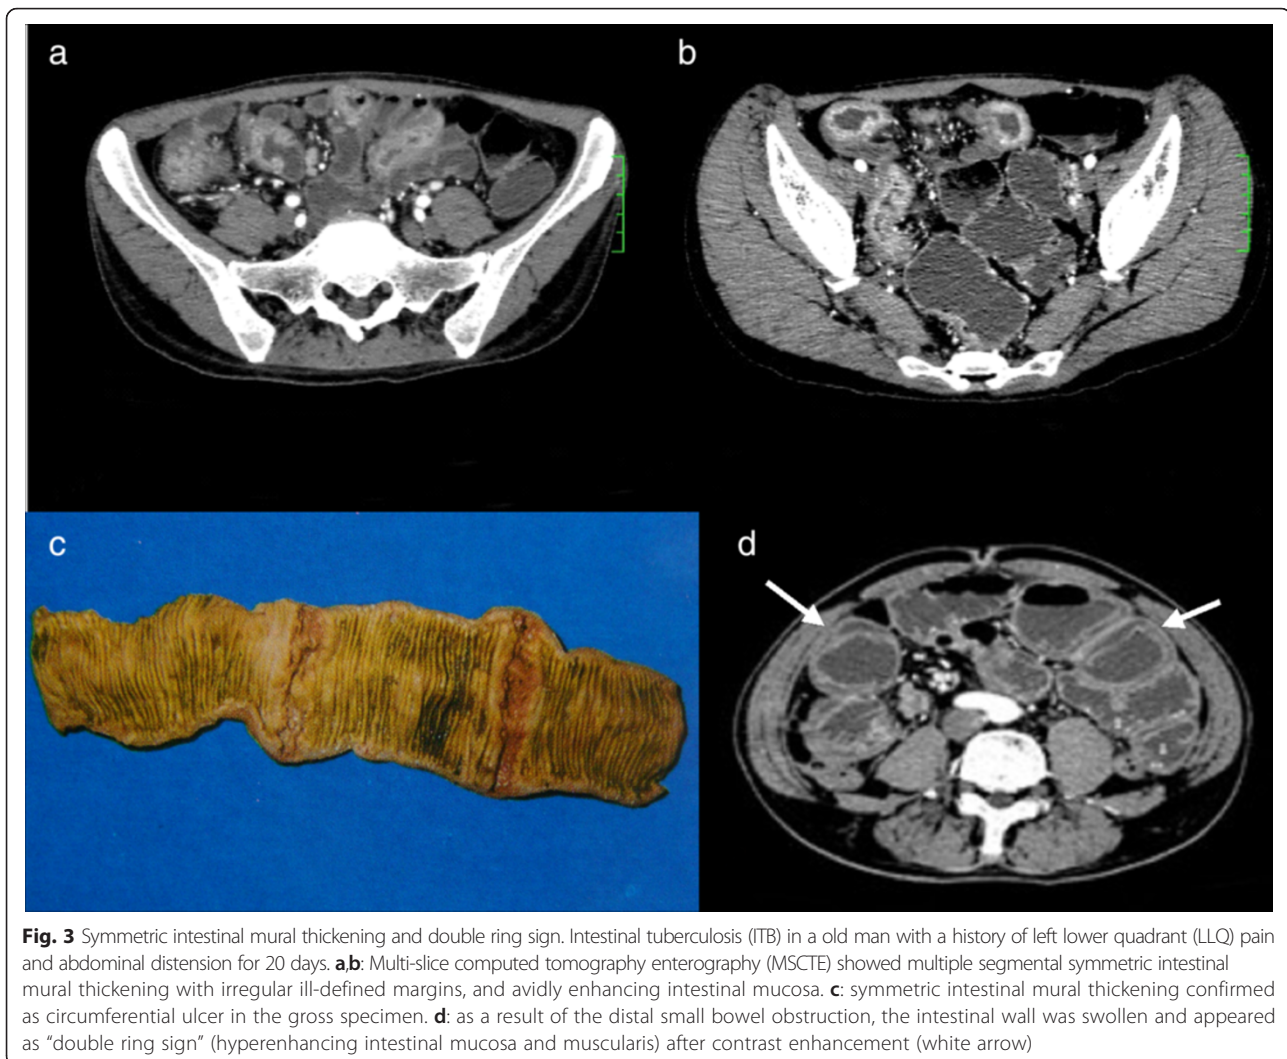 a
b
c
d
Fig. 3 Symmetric intestinal mural thickening and double ring sign. Intestinal tuberculosis (ITB) in a old man with a history of left lower quadrant (LLQ) pain
and abdominal distension for 20 days. a,b: Multi-slice computed tomography enterography (MSCTE) showed multiple segmental symmetric intestinal
mural thickening with irregular ill-defined margins, and avidly enhancing intestinal mucosa. c: symmetric intestinal mural thickening confirmed
as circumferential ulcer in the gross specimen. d: as a result of the distal small bowel obstruction, the intestinal wall was swollen and appeared
as “double ring sign” (hyperenhancing intestinal mucosa and muscularis) after contrast enhancement (white arrow)